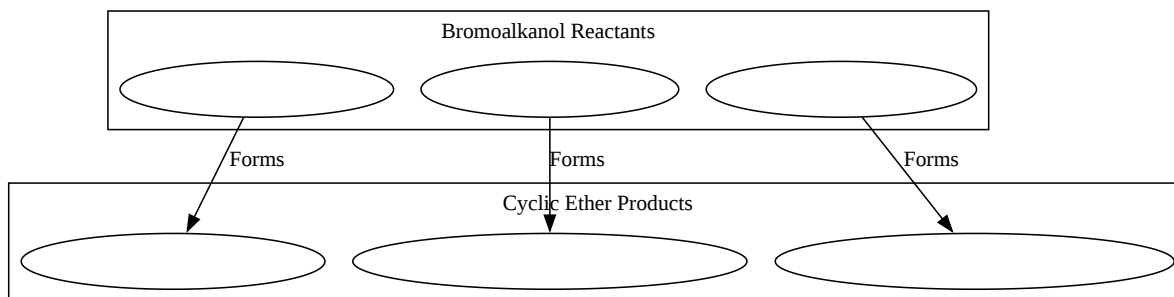 Bromoalkanol Reactants
Forms
Forms
Forms
Cyclic Ether Products